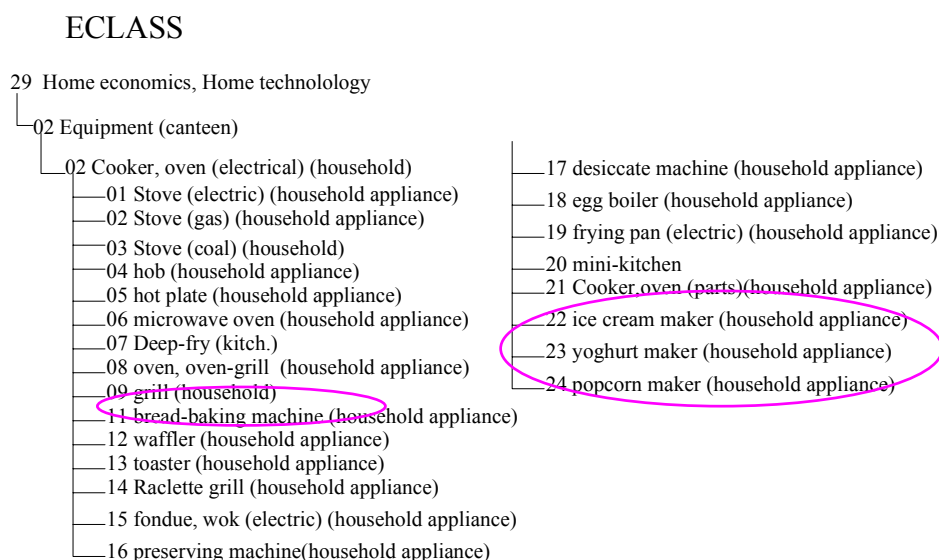 ECLASS
29 Home economics, Home technolology
02 Equipment (canteen)
02 Cooker, oven (electrical) (household)
01 Stove (electric) (household appliance)
02 Stove (gas) (household appliance)
03 Stove (coal) (household)
04 hob (household appliance)
05 hot plate (household appliance)
06 microwave oven (household appliance)
07 Deep-fry (kitch.)
08 oven, oven-grill (household appliance)
09 grill (household)
11 bread-baking machine (household appliance)
12 waffler (household appliance)
13 toaster (household appliance)
14 Raclette grill (household appliance)
15 fondue, wok (electric) (household appliance)
16 preserving machine(household appliance)
17 desiccate machine (household appliance)
18 egg boiler (household appliance)
19 frying pan (electric) (household appliance)
20 mini-kitchen
21 Cooker,oven (parts)(household appliance)
22 ice cream maker (household appliance)
23 yoghurt maker (household appliance)
24 popcorn maker (household appliance)